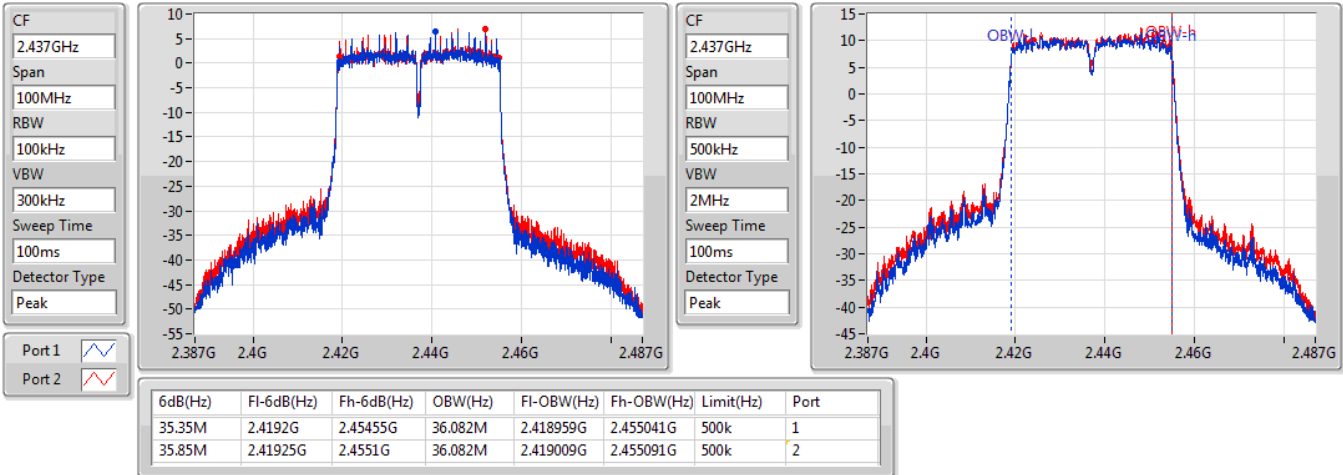 CF
2.437GHz
Span
100MHz
RBW
100kHz
VBW
300kHz
Sweep Time
100ms
Detector Type
Peak
10
5
0
-5
-10
-15
-20
-25
-30
-35
-40
-45
-50
-55
2.387G 2.4G 2.42G 2.44G 2.46G 2.487G
CF
2.437GHz
Span
100MHz
RBW
500kHz
VBW
2MHz
Sweep Time
100ms
Detector Type
Peak
15
10
5
0
-5
-10
-15
-20
-25
-30
-35
-40
-45
OBW-l OBW-h
2.387G 2.4G 2.42G 2.44G 2.46G 2.487G
Port 1
Port 2
6dB(Hz) Fl-6dB(Hz) Fh-6dB(Hz) OBW(Hz) Fl-OBW(Hz) Fh-OBW(Hz) Limit(Hz) Port
35.35M 2.4192G 2.45455G 36.082M 2.418959G 2.455041G 500k 1
35.85M 2.41925G 2.4551G 36.082M 2.419009G 2.455091G 500k 2